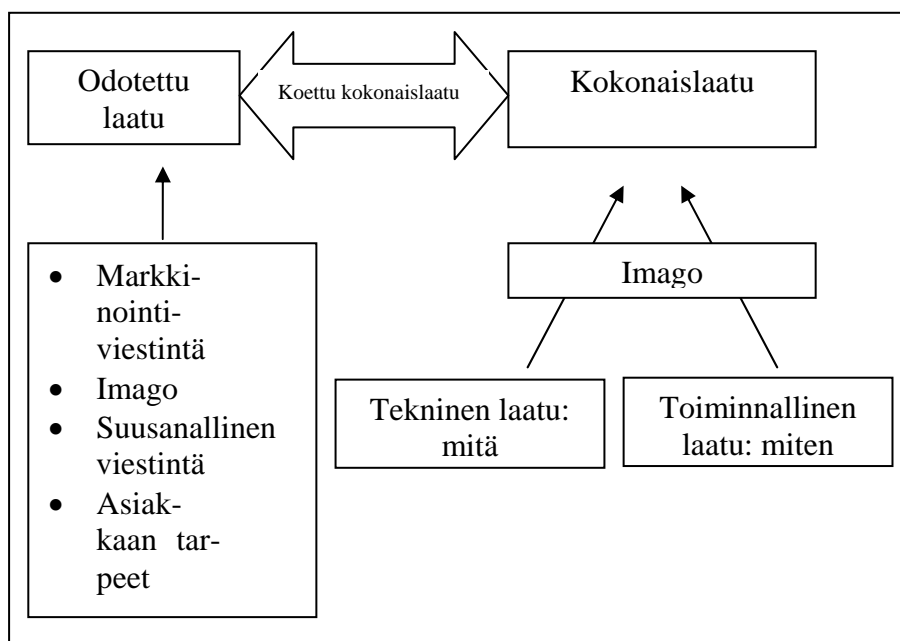 Odotettu
laatu
Koettu kokonaislaatu
Kokonaislaatu
• Markki-
nointi-
viestintä
• Imago
• Suusanallinen
viestintä
• Asiak-
kaan tar-
peet
Imago
Tekninen laatu:
mitä
Toiminnallinen
laatu: miten